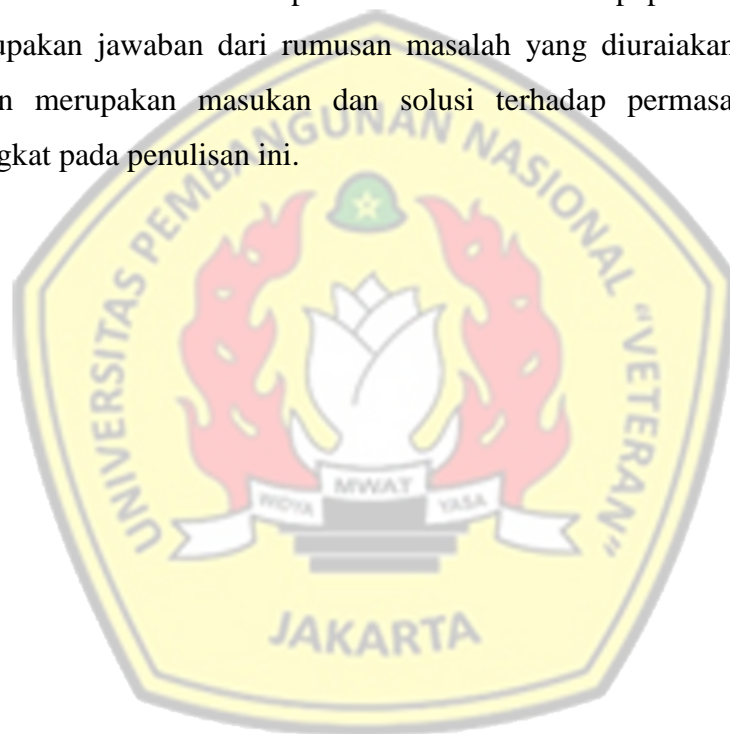 upakan jawaban dari rumusan masalah yang diuraiakan
n merupakan masukan dan solusi terhadap permasa
gkat pada penulisan ini.
UNIVERSITAS PEMBANGUNAN NASIONAL "VETERAN"
WIDYA MWAT YASA
JAKARTA